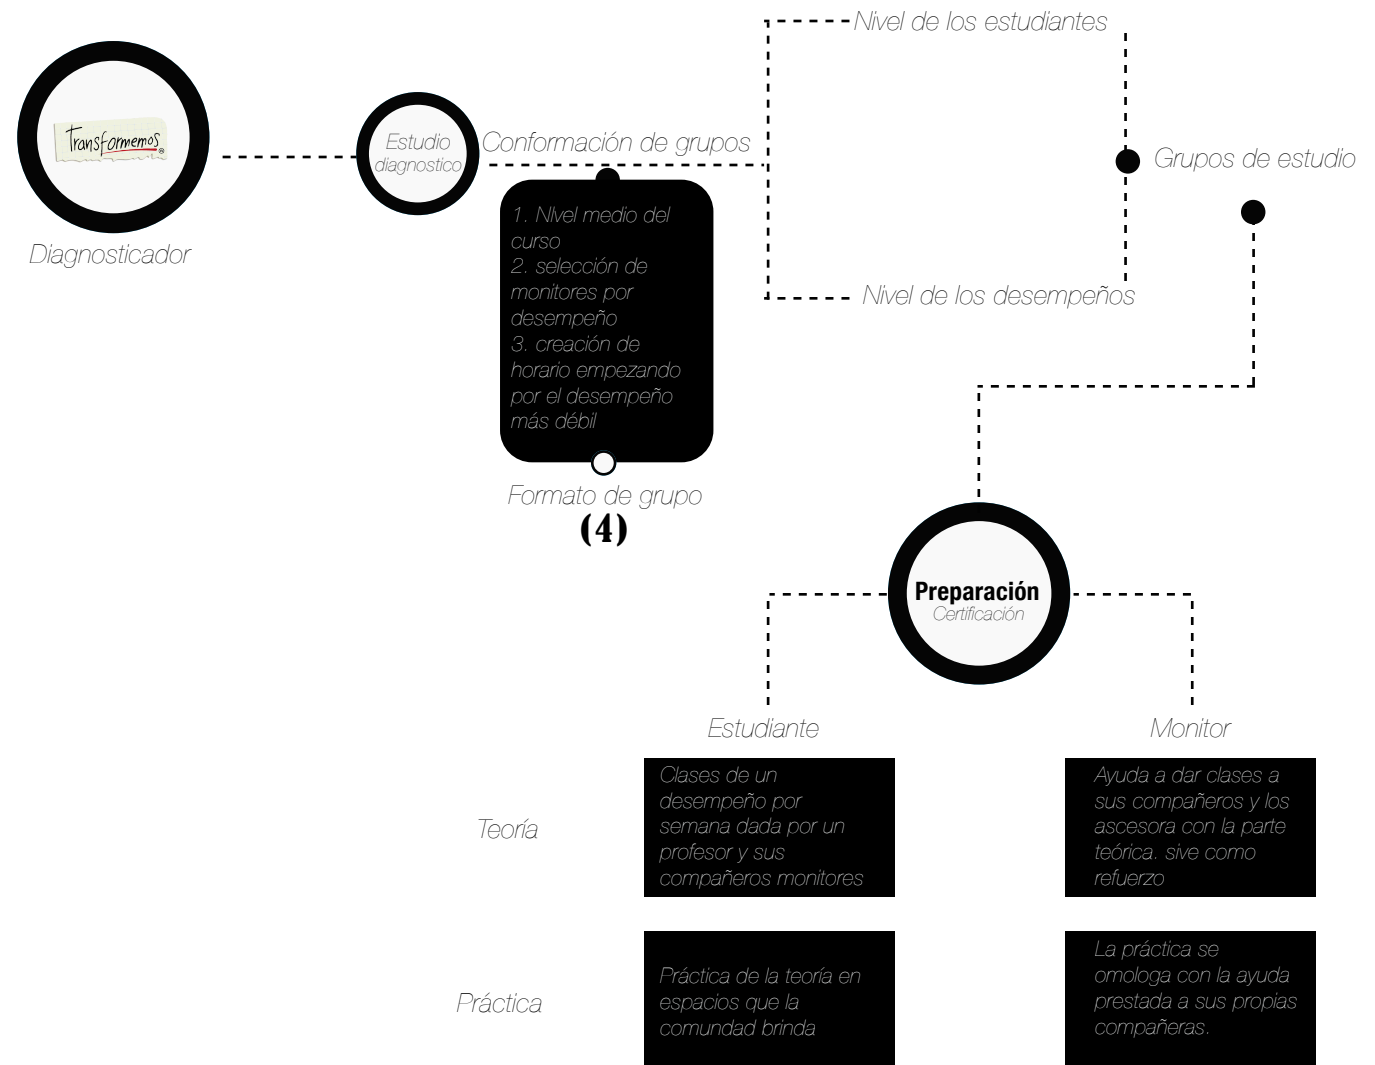 Transformemos
Diagnosticador
Estudio
diagnostico
Conformación de grupos
1. NIvel medio del
curso
2. selección de
monitores por
desempeño
3. creación de
horario empezando
por el desempeño
más débil
Formato de grupo
(4)
Nivel de los estudiantes
Nivel de los desempeños
Grupos de estudio
Preparación
Certificación
Estudiante
Monitor
Teoría
Clases de un
desempeño por
semana dada por un
profesor y sus
compañeros monitores
Ayuda a dar clases a
sus compañeros y los
ascesora con la parte
teórica. sive como
refuerzo
Práctica
Práctica de la teoría en
espacios que la
comundad brinda
La práctica se
omologa con la ayuda
prestada a sus propias
compañeras.